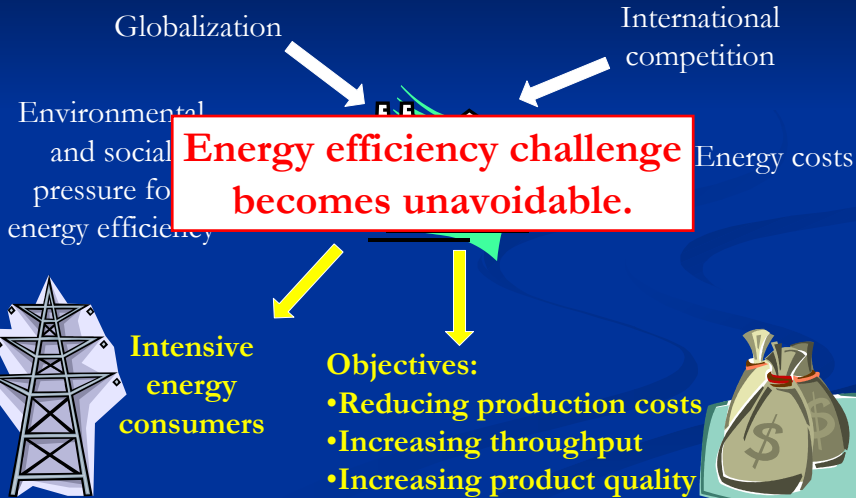 Globalization
International
competition
Environmental
and social
pressure fo
energy efficiency
Energy efficiency challenge
becomes unavoidable.
Energy costs
Intensive
energy
consumers
Objectives:
•Reducing production costs
•Increasing throughput
•Increasing product quality
$
$